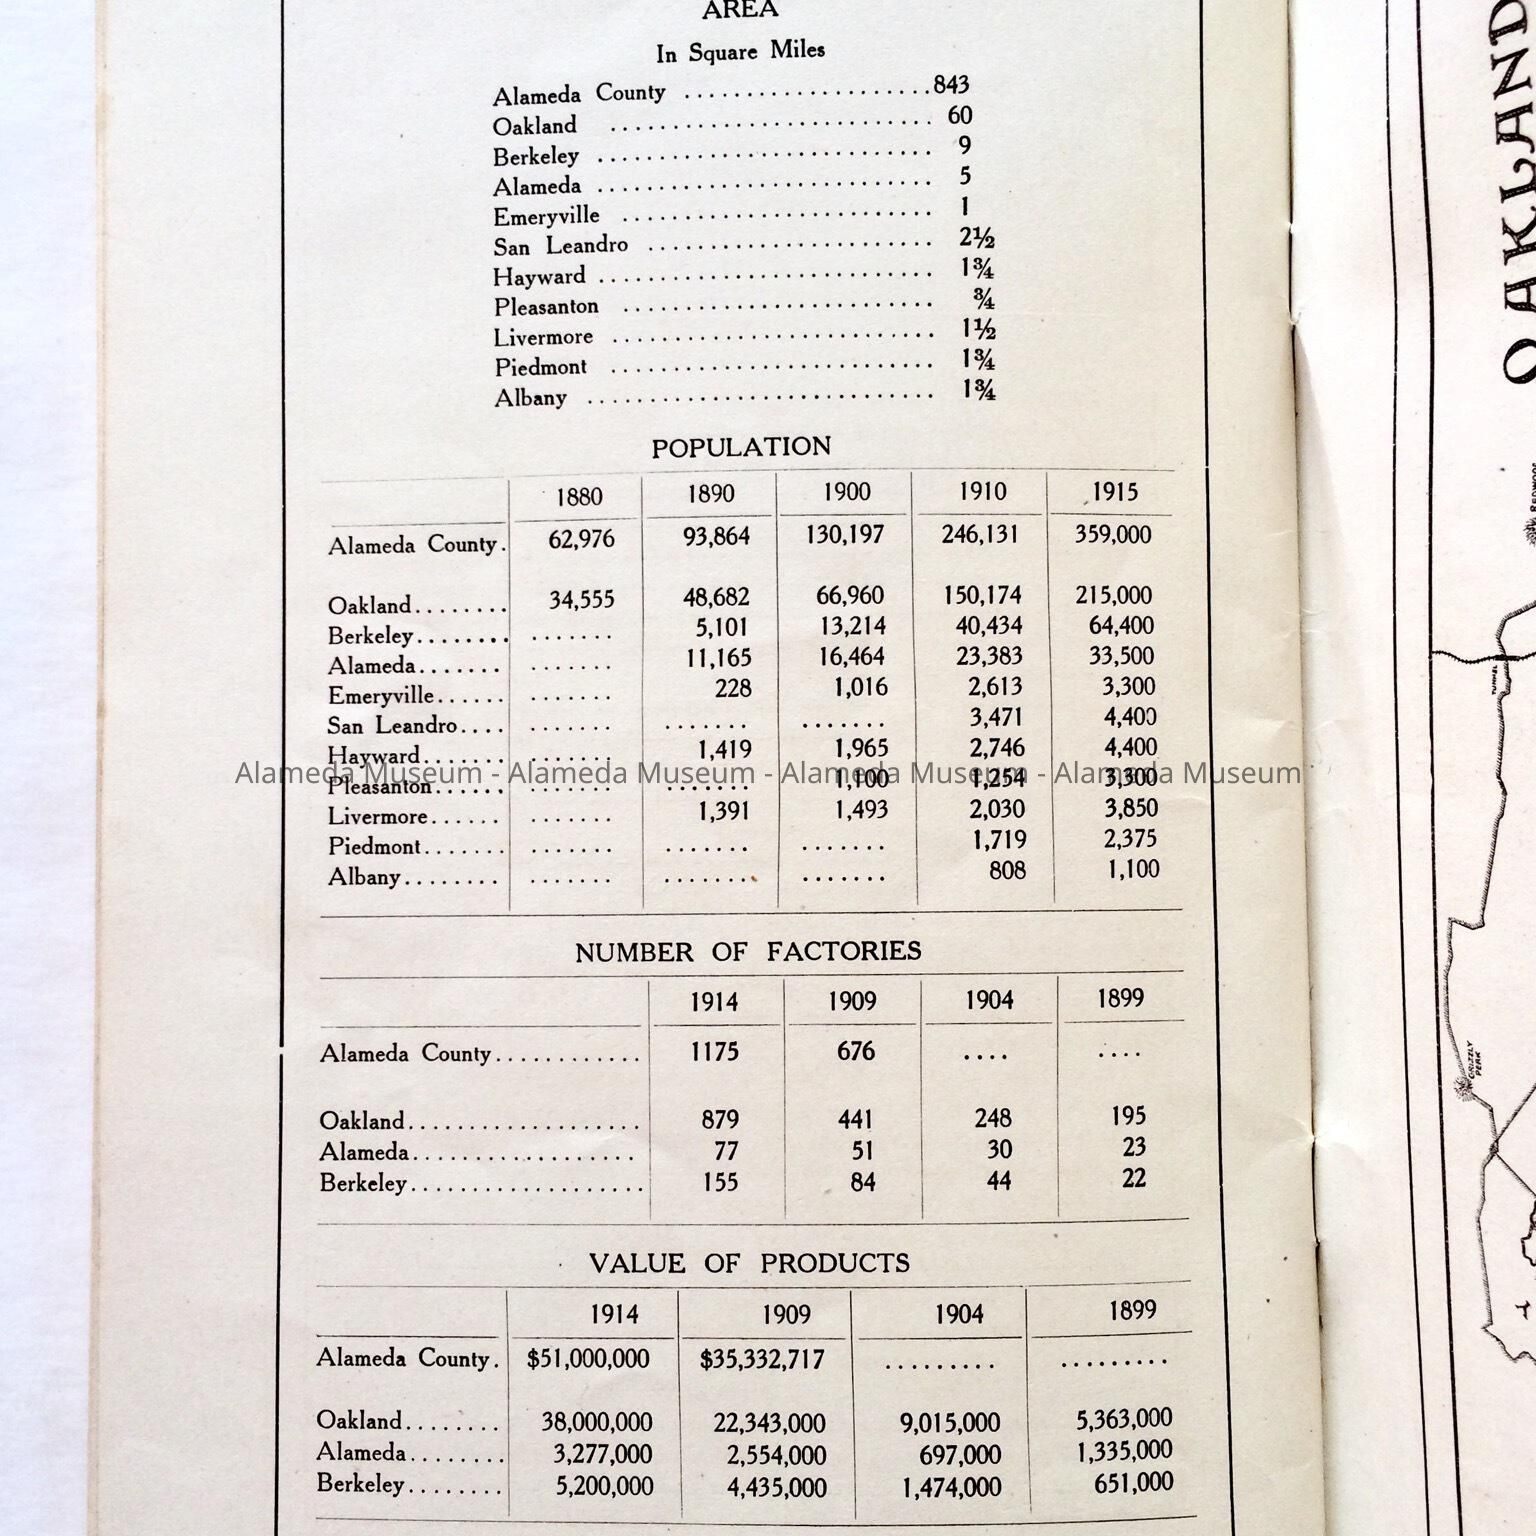 AREA
In Square Miles
Alameda County ....................843
Oakland .......................... 60
Berkeley ........................... 9
Alameda ........................... 5
Emeryville ......................... 1
San Leandro ....................... 2½
Hayward ........................... 1¾
Pleasanton ......................... ¾
Livermore .......................... 1½
Piedmont .......................... 1¾
Albany ............................ 1¾
POPULATION
1880 1890 1900 1910 1915
Alameda County. 62,976 93,864 130,197 246,131 359,000
Oakland........ 34,555 48,682 66,960 150,174 215,000
Berkeley........ ....... 5,101 13,214 40,434 64,400
Alameda....... ....... 11,165 16,464 23,383 33,500
Emeryville...... ....... 228 1,016 2,613 3,300
San Leandro.... ....... ....... ....... 3,471 4,400
Hayward....... ....... 1,419 1,965 2,746 4,400
Alameda Museum - Alameda Museum - Alameda Museum - Alameda Museum
Pleasanton...... ....... ....... 1,100 1,254 3,300
Livermore...... ....... 1,391 1,493 2,030 3,850
Piedmont....... ....... ....... ....... 1,719 2,375
Albany........ ....... ........ ....... 808 1,100
NUMBER OF FACTORIES
1914 1909 1904 1899
Alameda County............ 1175 676 .... ....
Oakland................... 879 441 248 195
Alameda.................. 77 51 30 23
Berkeley.................... 155 84 44 22
VALUE OF PRODUCTS
1914 1909 1904 1899
Alameda County. $51,000,000 $35,332,717 ......... .........
Oakland........ 38,000,000 22,343,000 9,015,000 5,363,000
Alameda........ 3,277,000 2,554,000 697,000 1,335,000
Berkeley........ 5,200,000 4,435,000 1,474,000 651,000
OAKLAND
REDWOOD
TUNNEL
GRIZZLY
PEAK